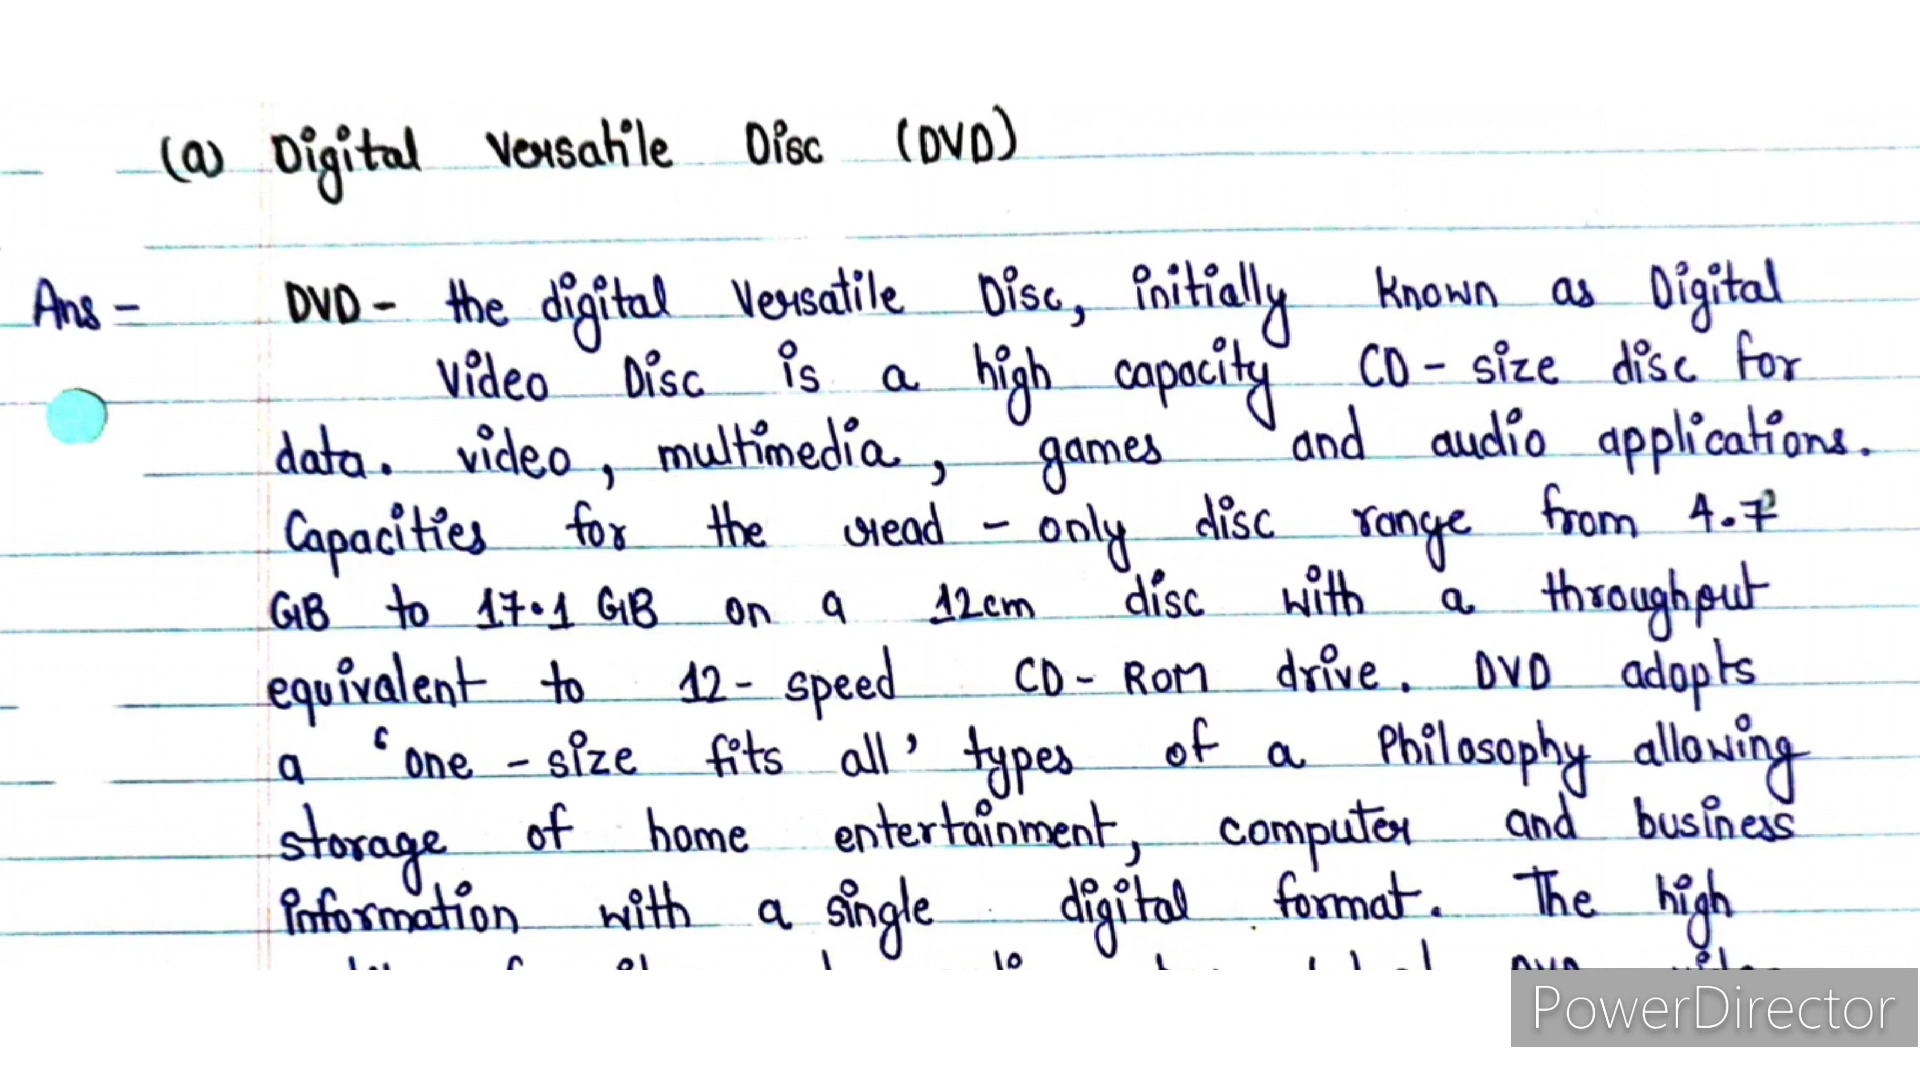 (a) Digital Versatile Disc (DVD)
Ans - DVD - the digital Versatile Disc, initially known as Digital
Video Disc is a high capacity CD - size disc for
data. video, multimedia, games and audio applications.
Capacities for the read - only disc range from 4.7
GB to 17.1 GB on a 12cm disc with a throughput
equivalent to 12 - speed CD - ROM drive. DVD adopts
a ‘one - size fits all’ types of a Philosophy allowing
storage of home entertainment, computer and business
information with a single digital format. The high
PowerDirector